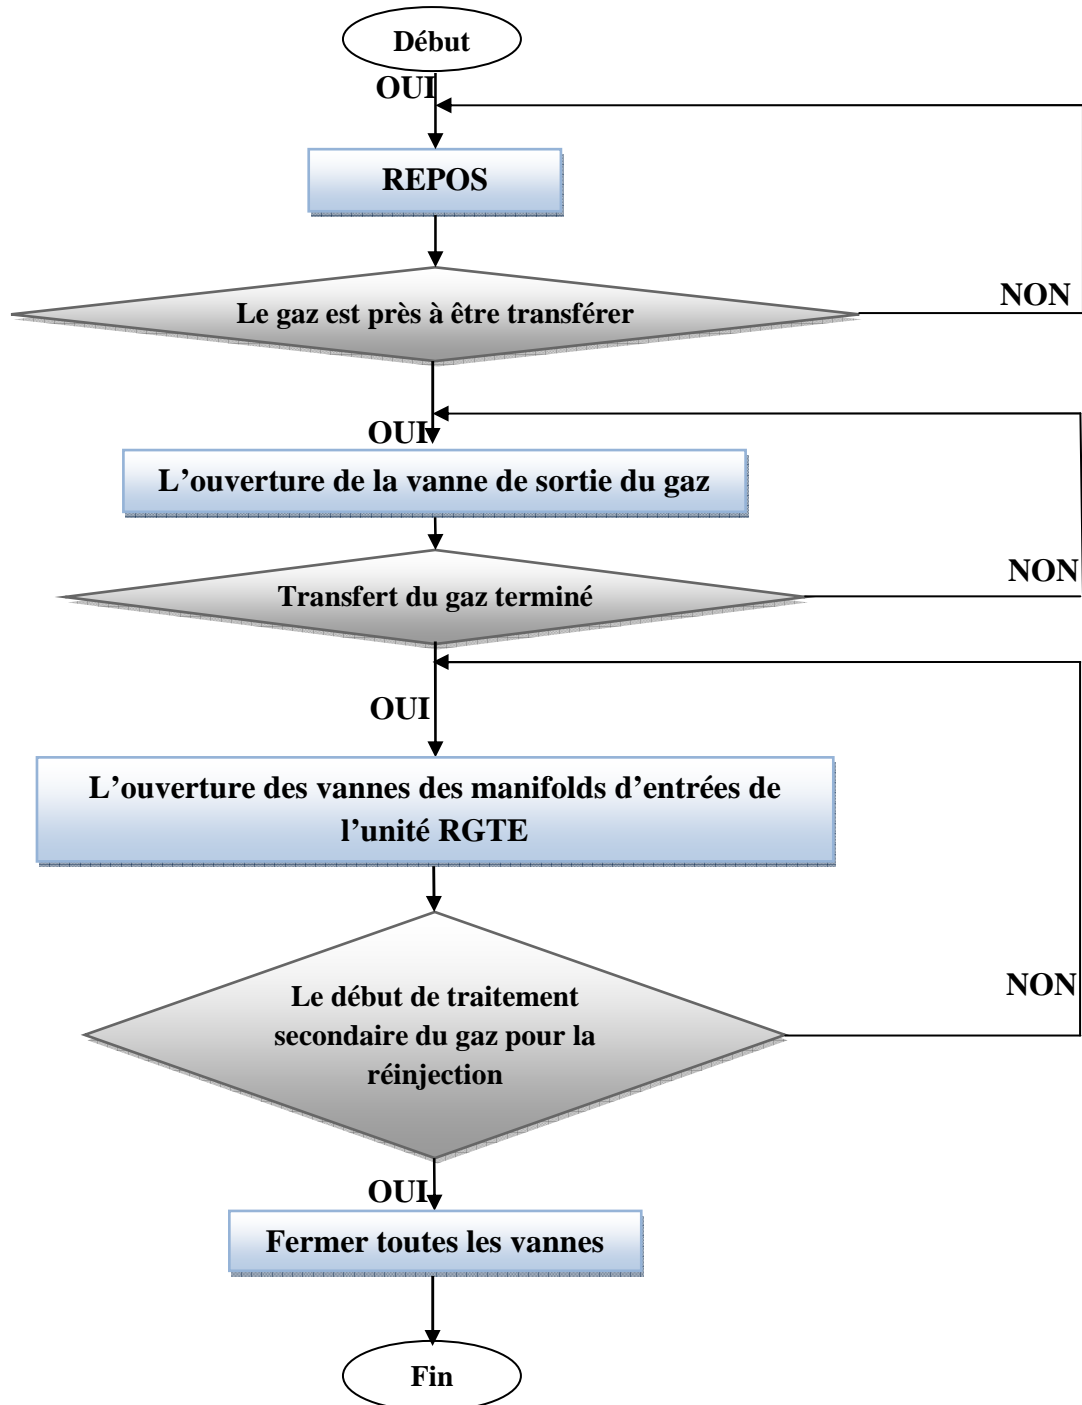 Début
OUI
REPOS
Le gaz est près à être transférer
NON
OUI
L'ouverture de la vanne de sortie du gaz
Transfert du gaz terminé
NON
OUI
L'ouverture des vannes des manifolds d'entrées de
l'unité RGTE
Le début de traitement
secondaire du gaz pour la
réinjection
NON
OUI
Fermer toutes les vannes
Fin